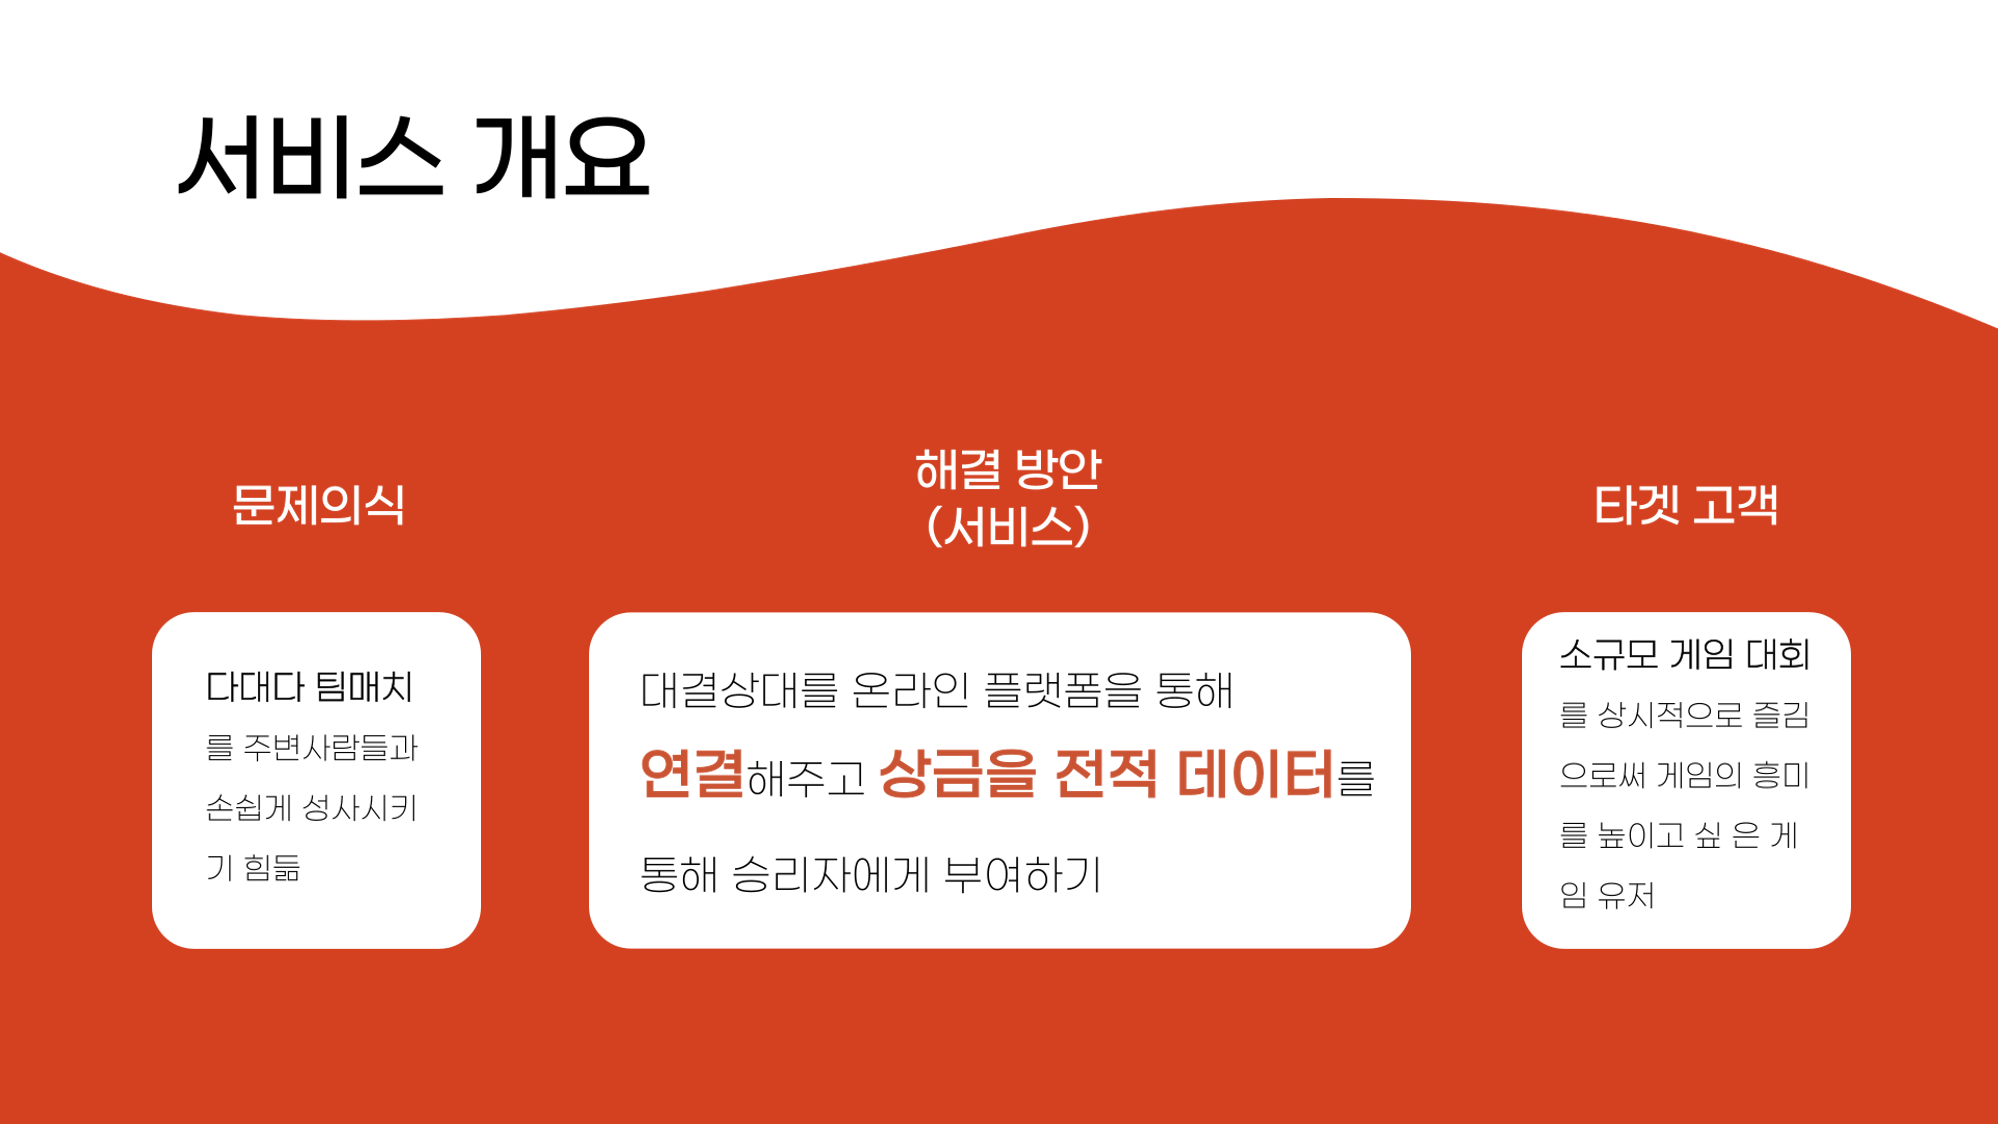 서비스 개요
문제의식
다대다 팀매치
를 주변사람들과
손쉽게 성사시키
기 힘듦
해결 방안
(서비스)
대결상대를 온라인 플랫폼을 통해
연결해주고 상금을 전적 데이터를
통해 승리자에게 부여하기
타겟 고객
소규모 게임 대회
를 상시적으로 즐김
으로써 게임의 흥미
를 높이고 싶 은 게
임 유저